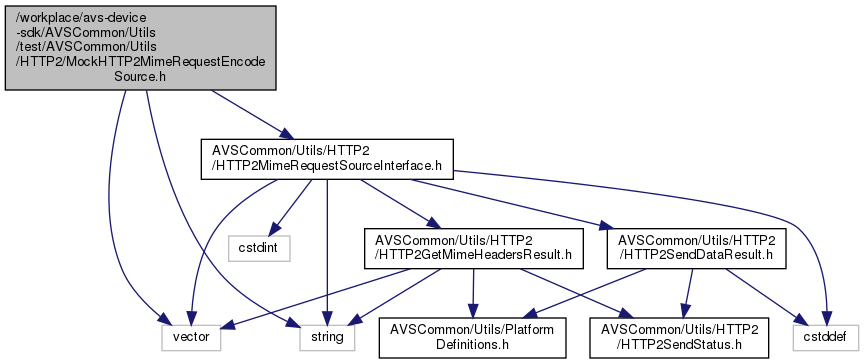 /workplace/avs-device
-sdk/AVSCommon/Utils
/test/AVSCommon/Utils
/HTTP2/MockHTTP2MimeRequestEncode
Source.h
AVSCommon/Utils/HTTP2
/HTTP2MimeRequestSourceInterface.h
cstdint
AVSCommon/Utils/HTTP2
/HTTP2GetMimeHeadersResult.h
AVSCommon/Utils/HTTP2
/HTTP2SendDataResult.h
vector
string
AVSCommon/Utils/Platform
Definitions.h
AVSCommon/Utils/HTTP2
/HTTP2SendStatus.h
cstddef